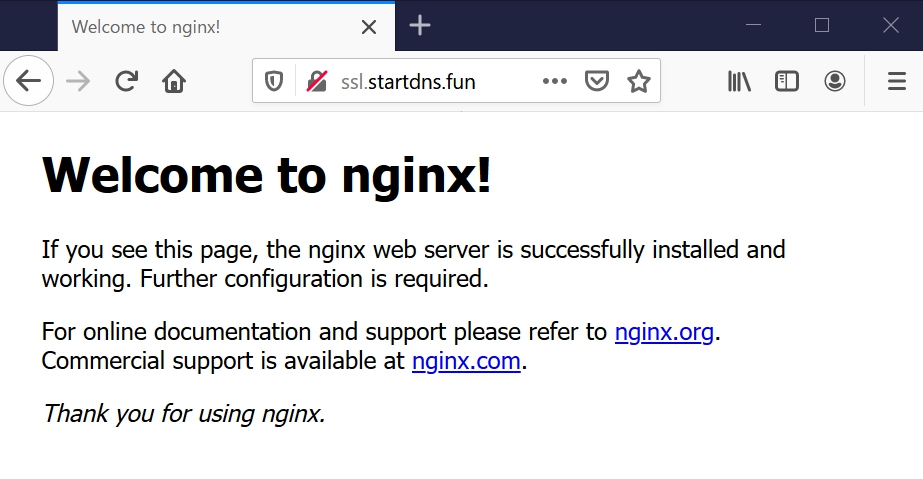 Welcome to nginx!
ssl.startdns.fun
Welcome to nginx!
If you see this page, the nginx web server is successfully installed and
working. Further configuration is required.
For online documentation and support please refer to nginx.org.
Commercial support is available at nginx.com.
Thank you for using nginx.